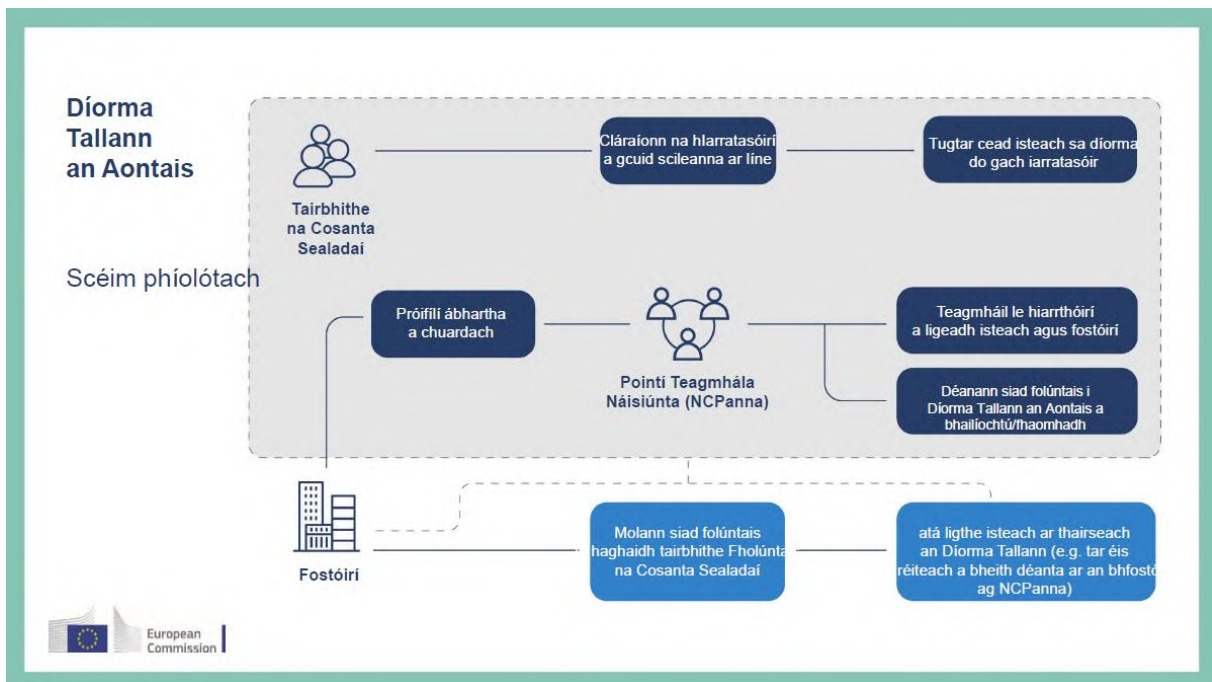 Díorma
Tallann
an Aontais
Scéim phíolótach
Tairbhithe
na Cosanta
Sealadaí
Cláraíonn na hIarratasóirí
a gcuid scileanna ar líne
Tugtar cead isteach sa díorma
do gach iarratasóir
Próifílí ábhartha
a chuardach
Pointí Teagmhála
Náisiúnta (NCPanna)
Teagmháil le hiarrthóirí
a ligeadh isteach agus fostóirí
Déanann siad folúntais i
Díorma Tallann an Aontais a
bhailíochtú/fhaomhadh
Fostóirí
Molann siad folúntais
haghaidh tairbhithe Fholúnta
na Cosanta Sealadaí
atá ligthe isteach ar thairseach
an Díorma Tallann (e.g. tar éis
réiteach a bheith déanta ar an bhfostó
ag NCPanna)
European
Commission